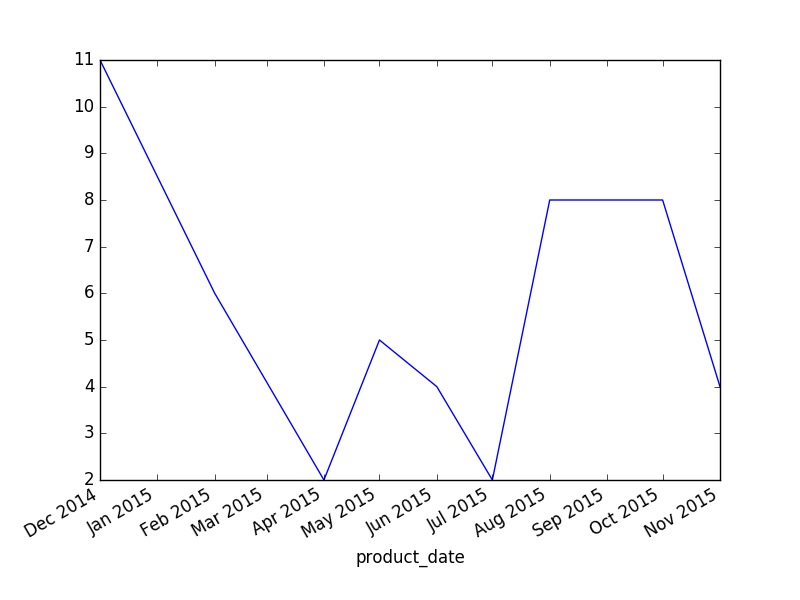 11
10
9
8
7
6
5
4
3
2
Dec 2014
Jan 2015
Feb 2015
Mar 2015
Apr 2015
May 2015
Jun 2015
Jul 2015
Aug 2015
Sep 2015
Oct 2015
Nov 2015
product_date